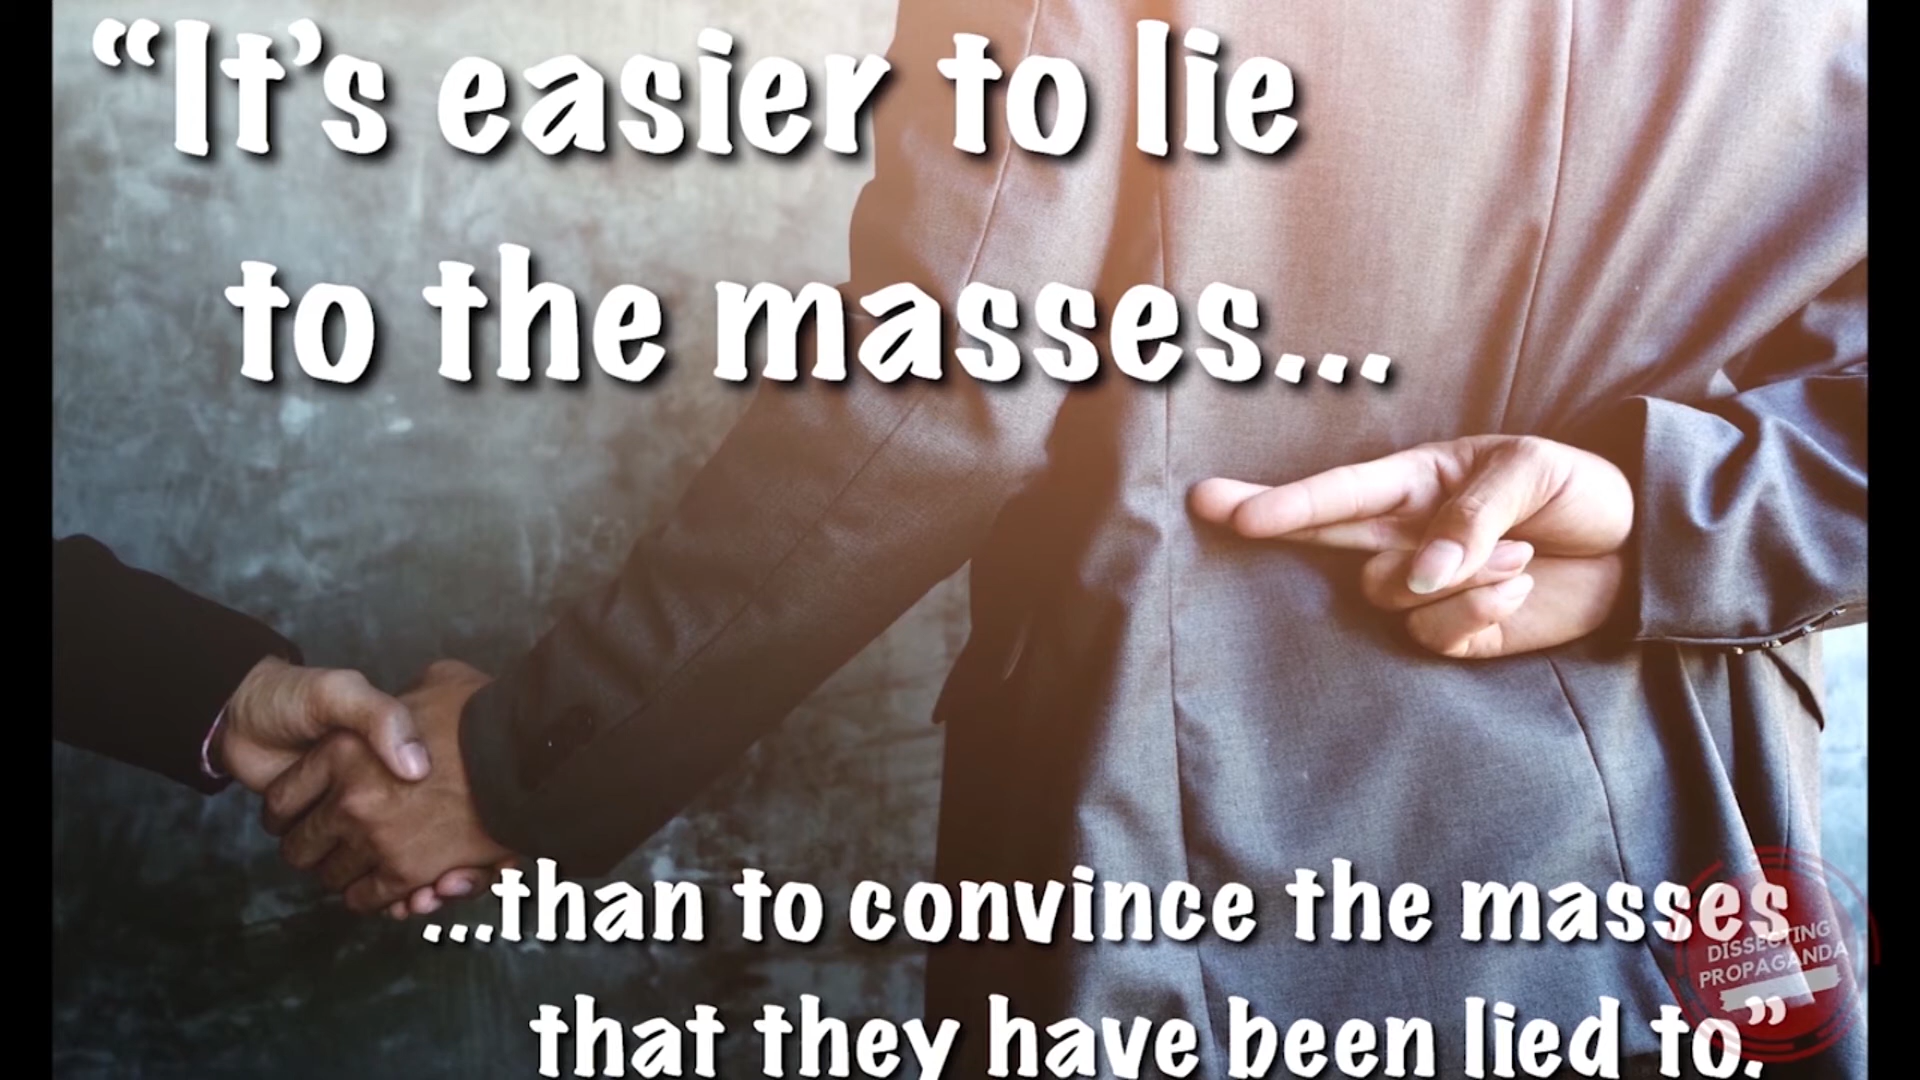 “It’s easier to lie
to the masses...
...than to convince the masses
that they have been lied to.”
DISSECTING
PROPAGANDA